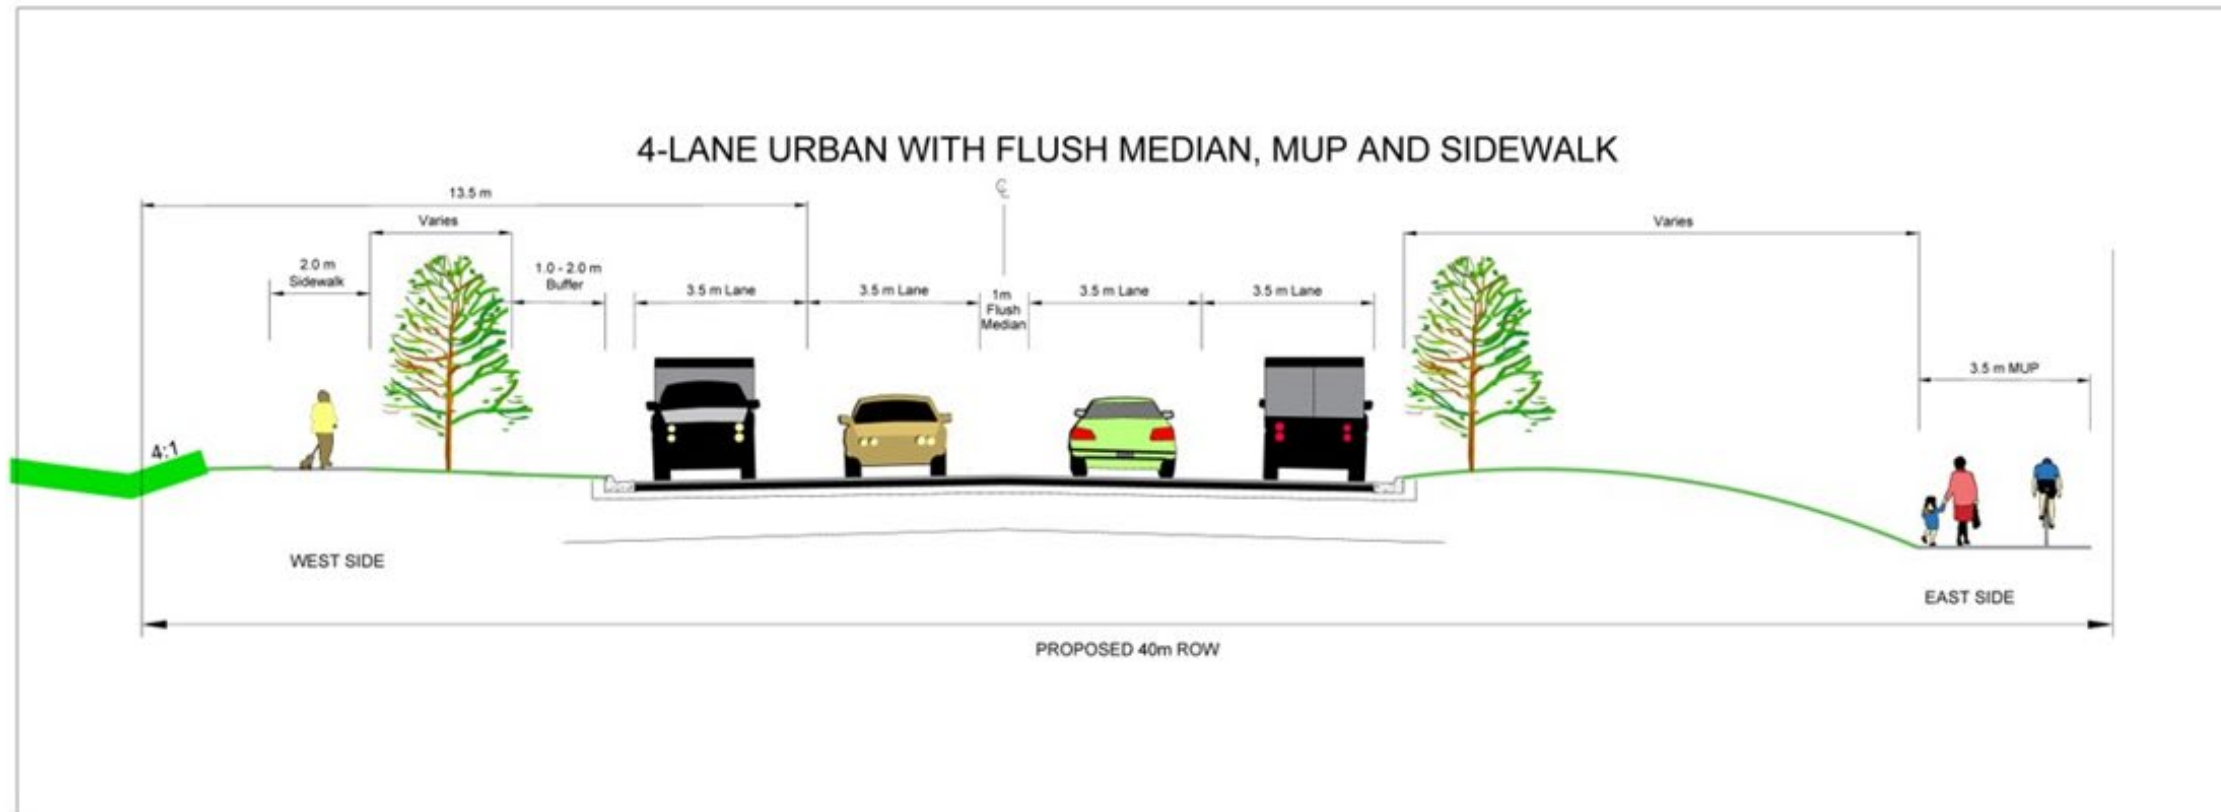 4-LANE URBAN WITH FLUSH MEDIAN, MUP AND SIDEWALK
℄
13.5 m
Varies
Varies
2.0 m
Sidewalk
1.0 - 2.0 m
Buffer
3.5 m Lane
3.5 m Lane
1m
Flush
Median
3.5 m Lane
3.5 m Lane
3.5 m MUP
4:1
WEST SIDE
EAST SIDE
PROPOSED 40m ROW